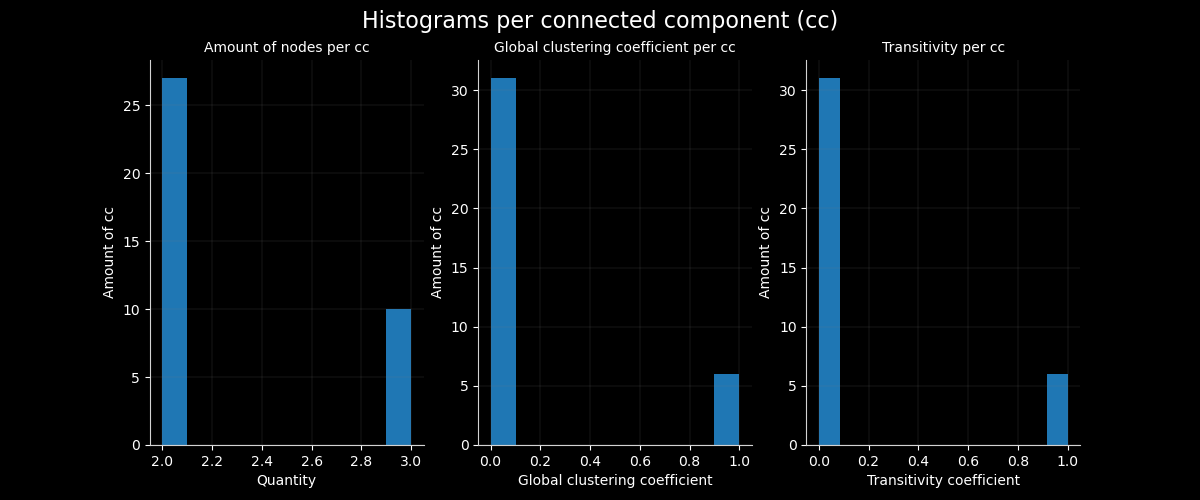 Histograms per connected component (cc)
Amount of nodes per cc
Global clustering coefficient per cc
Transitivity per cc
Amount of cc
25
20
15
10
5
0
2.0 2.2 2.4 2.6 2.8 3.0
Quantity
Amount of cc
30
25
20
15
10
5
0
0.0 0.2 0.4 0.6 0.8 1.0
Global clustering coefficient
Amount of cc
30
25
20
15
10
5
0
0.0 0.2 0.4 0.6 0.8 1.0
Transitivity coefficient